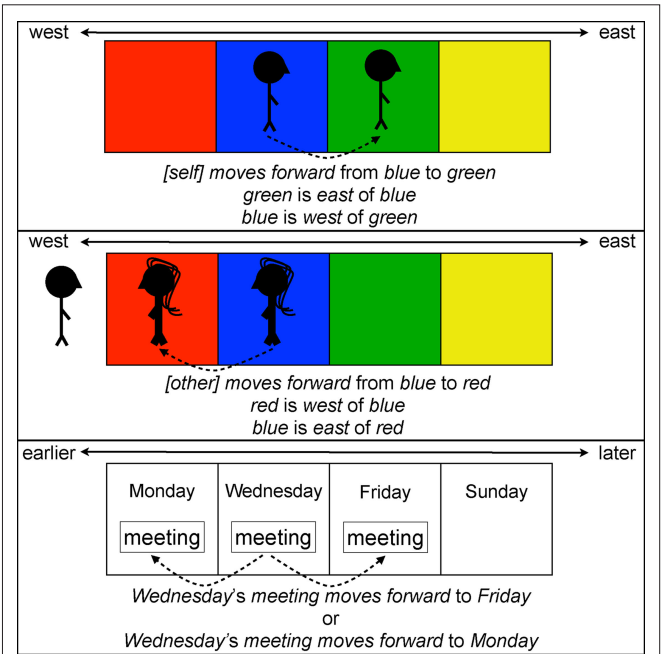 west east
[self] moves forward from blue to green
green is east of blue
blue is west of green
west east
[other] moves forward from blue to red
red is west of blue
blue is east of red
earlier later
Monday Wednesday Friday Sunday
meeting meeting meeting
Wednesday's meeting moves forward to Friday
or
Wednesday's meeting moves forward to Monday